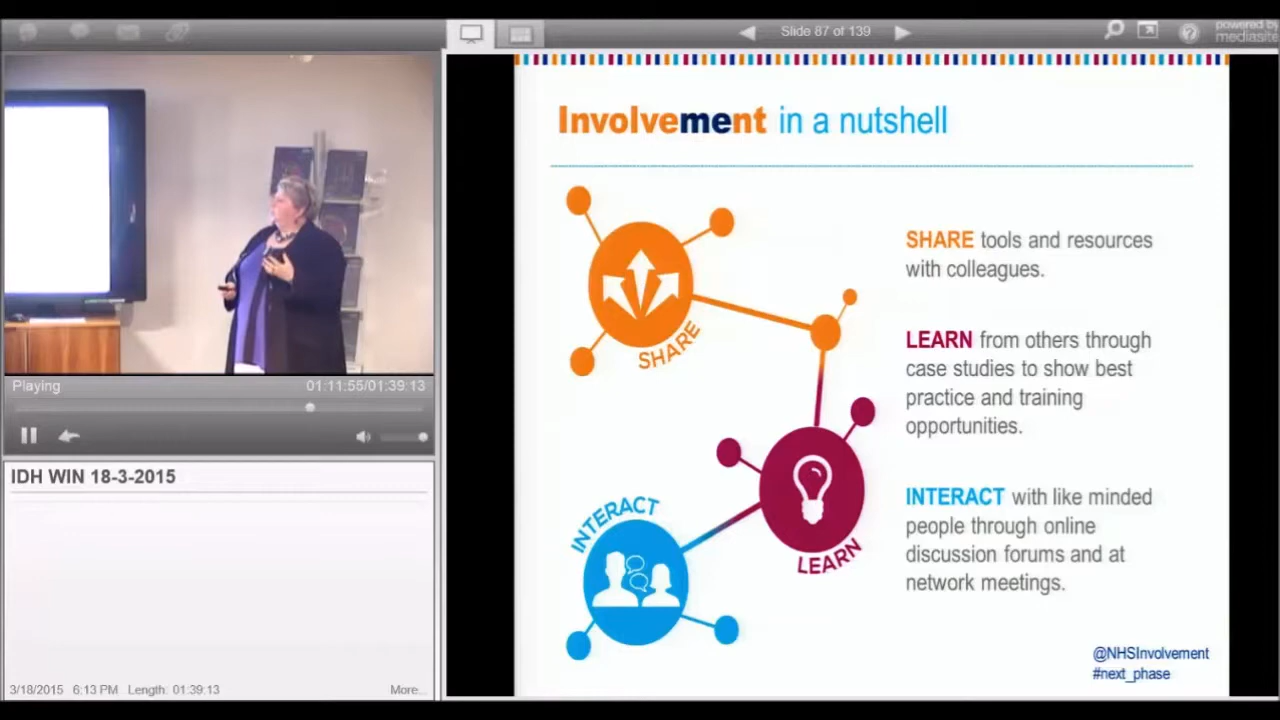 Slide 87 of 139
powered by
mediasite
Involvement in a nutshell
SHARE
SHARE tools and resources
with colleagues.
LEARN from others through
case studies to show best
practice and training
opportunities.
INTERACT
LEARN
INTERACT with like minded
people through online
discussion forums and at
network meetings.
@NHSInvolvement
#next_phase
Playing
01:11:55/01:39:13
IDH WIN 18-3-2015
3/18/2015 6:13 PM Length: 01:39:13
More...